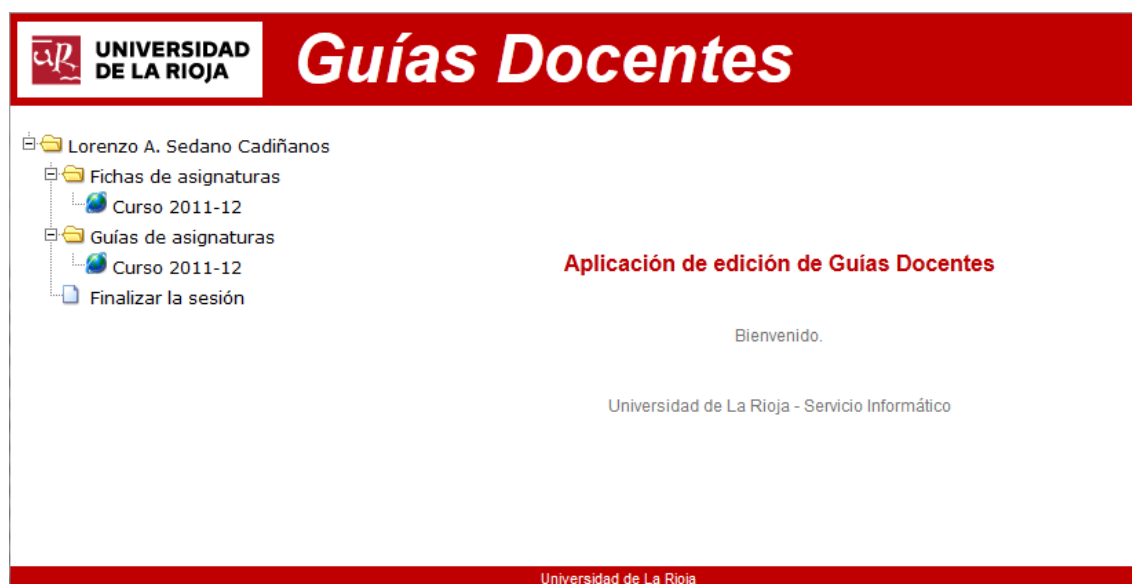 UR
UNIVERSIDAD
DE LA RIOJA
Guías Docentes
Lorenzo A. Sedano Cadiñanos
Fichas de asignaturas
Curso 2011-12
Guías de asignaturas
Curso 2011-12
Finalizar la sesión
Aplicación de edición de Guías Docentes
Bienvenido.
Universidad de La Rioja - Servicio Informático
Universidad de La Rioja